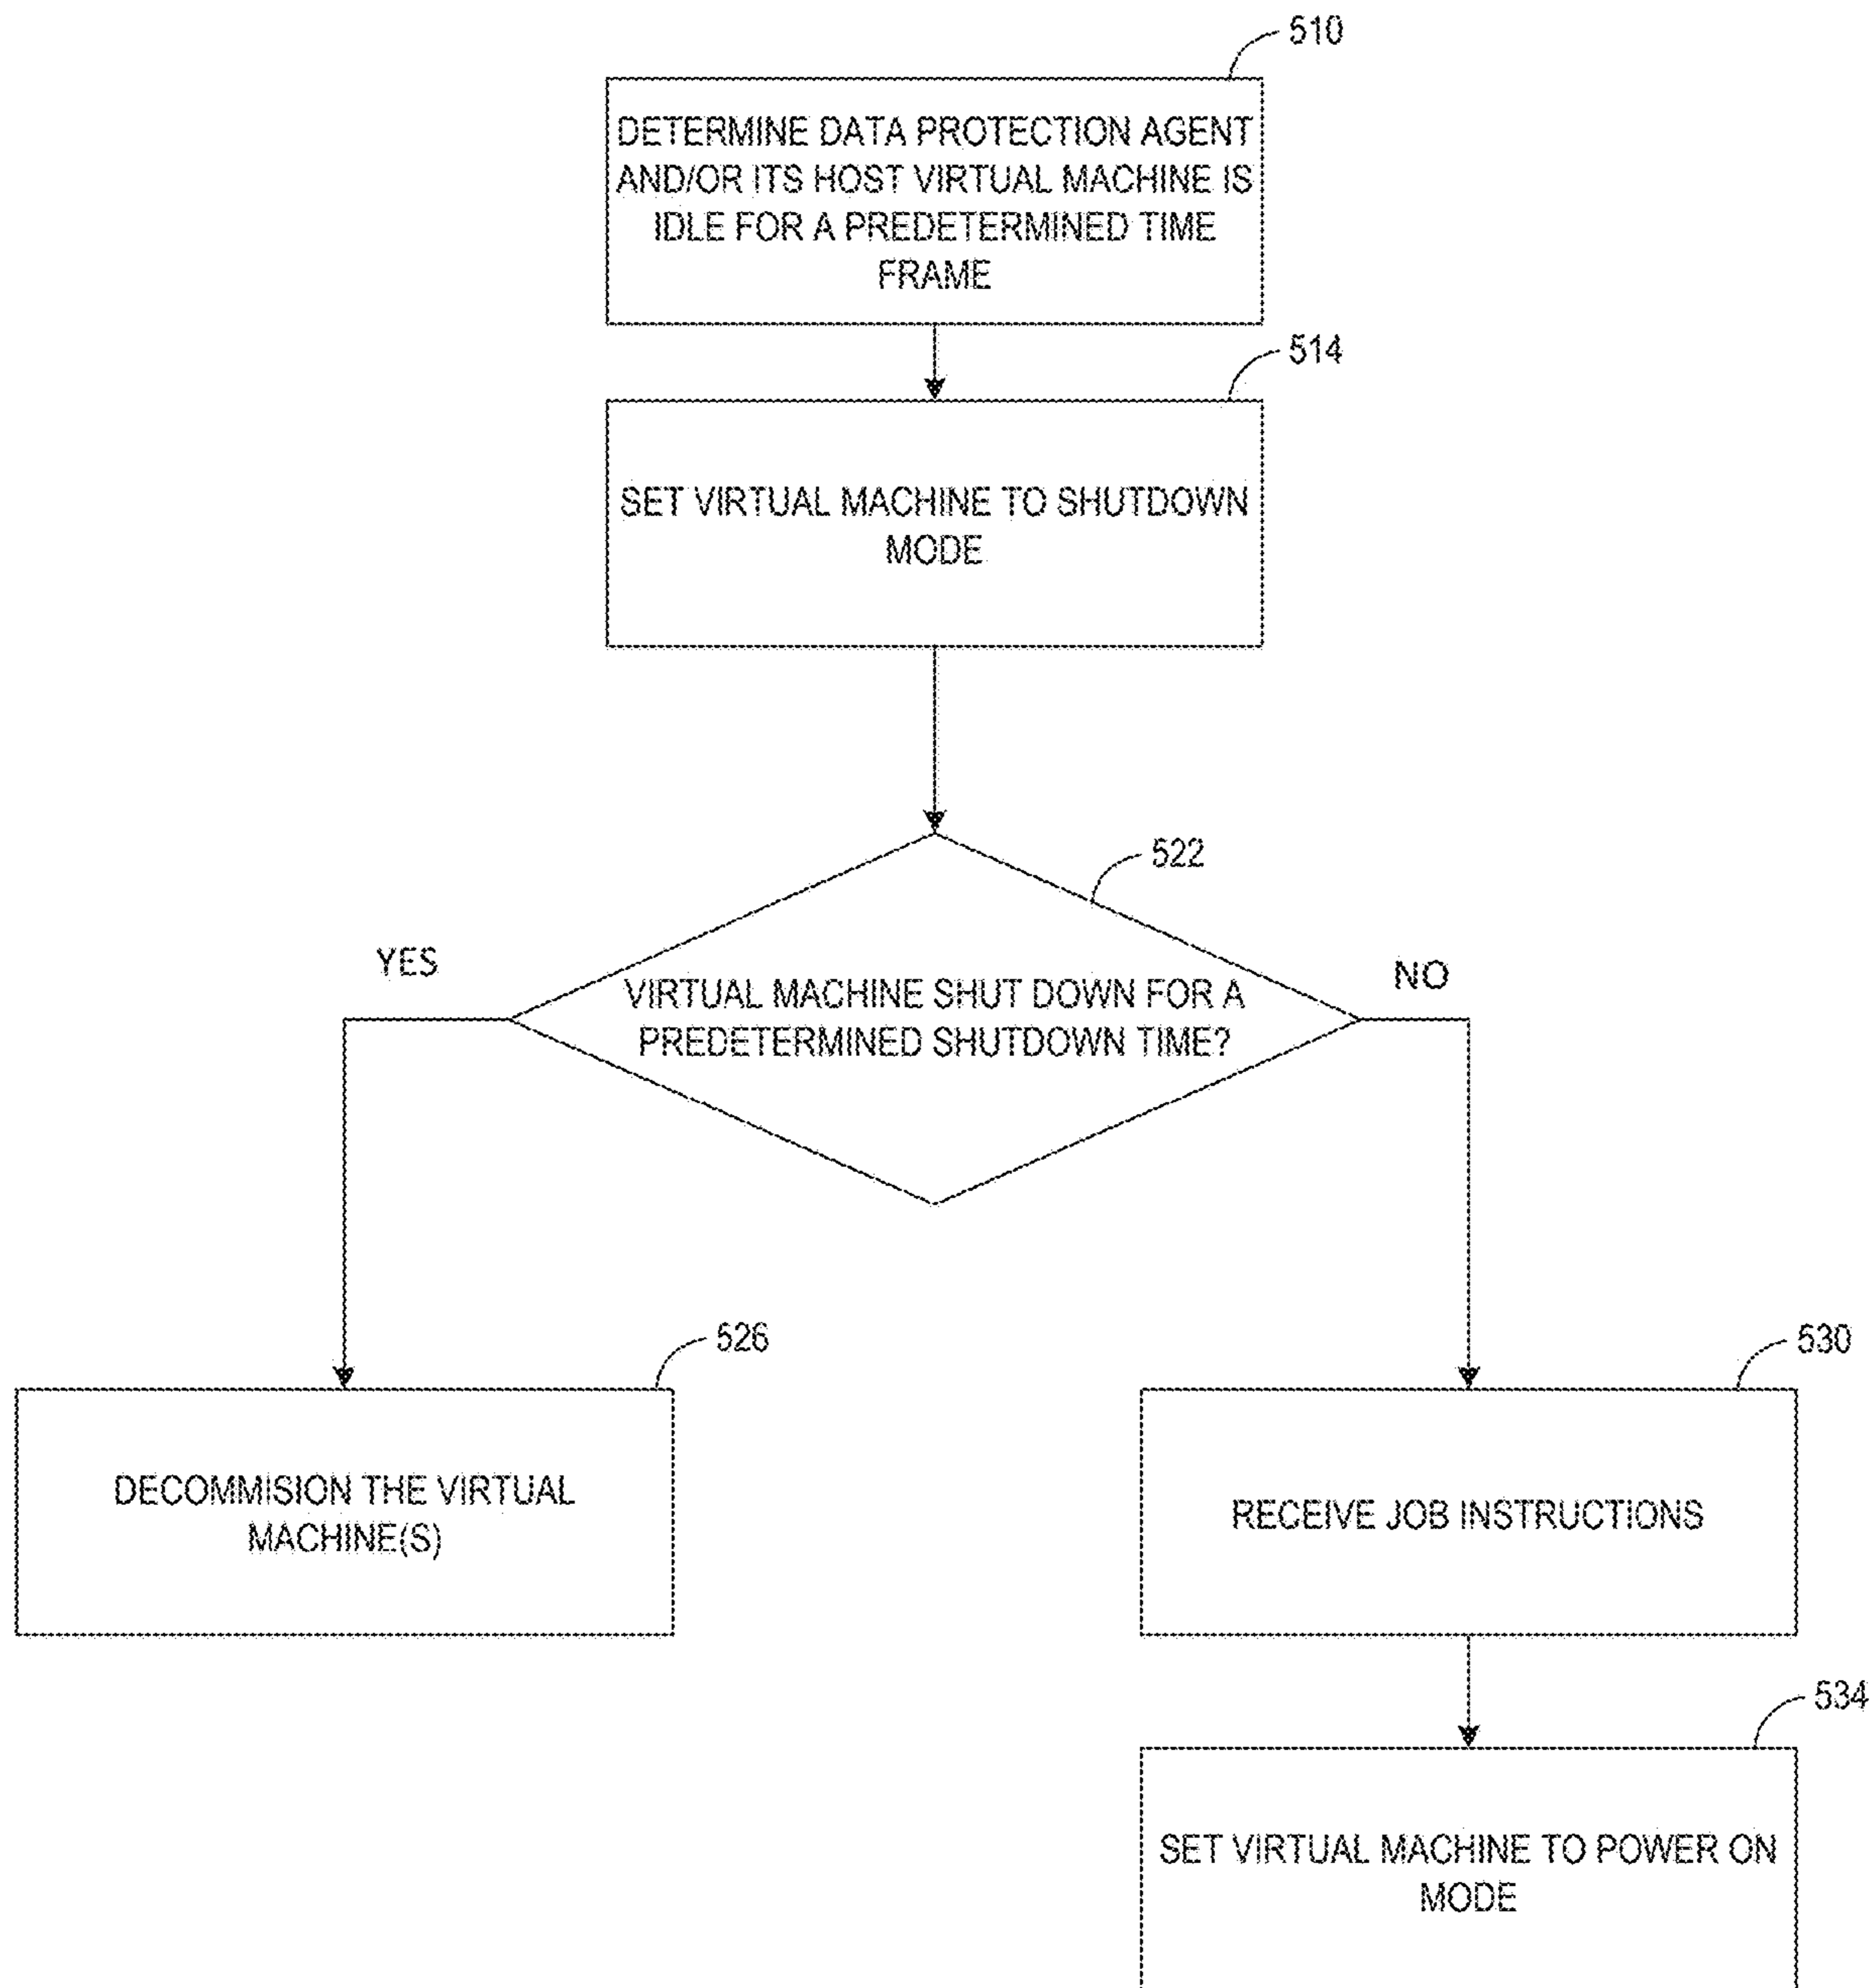 510
DETERMINE DATA PROTECTION AGENT
AND/OR ITS HOST VIRTUAL MACHINE IS
IDLE FOR A PREDETERMINED TIME
FRAME
514
SET VIRTUAL MACHINE TO SHUTDOWN
MODE
522
YES
NO
VIRTUAL MACHINE SHUT DOWN FOR A
PREDETERMINED SHUTDOWN TIME?
526
DECOMMISION THE VIRTUAL
MACHINE(S)
530
RECEIVE JOB INSTRUCTIONS
534
SET VIRTUAL MACHINE TO POWER ON
MODE